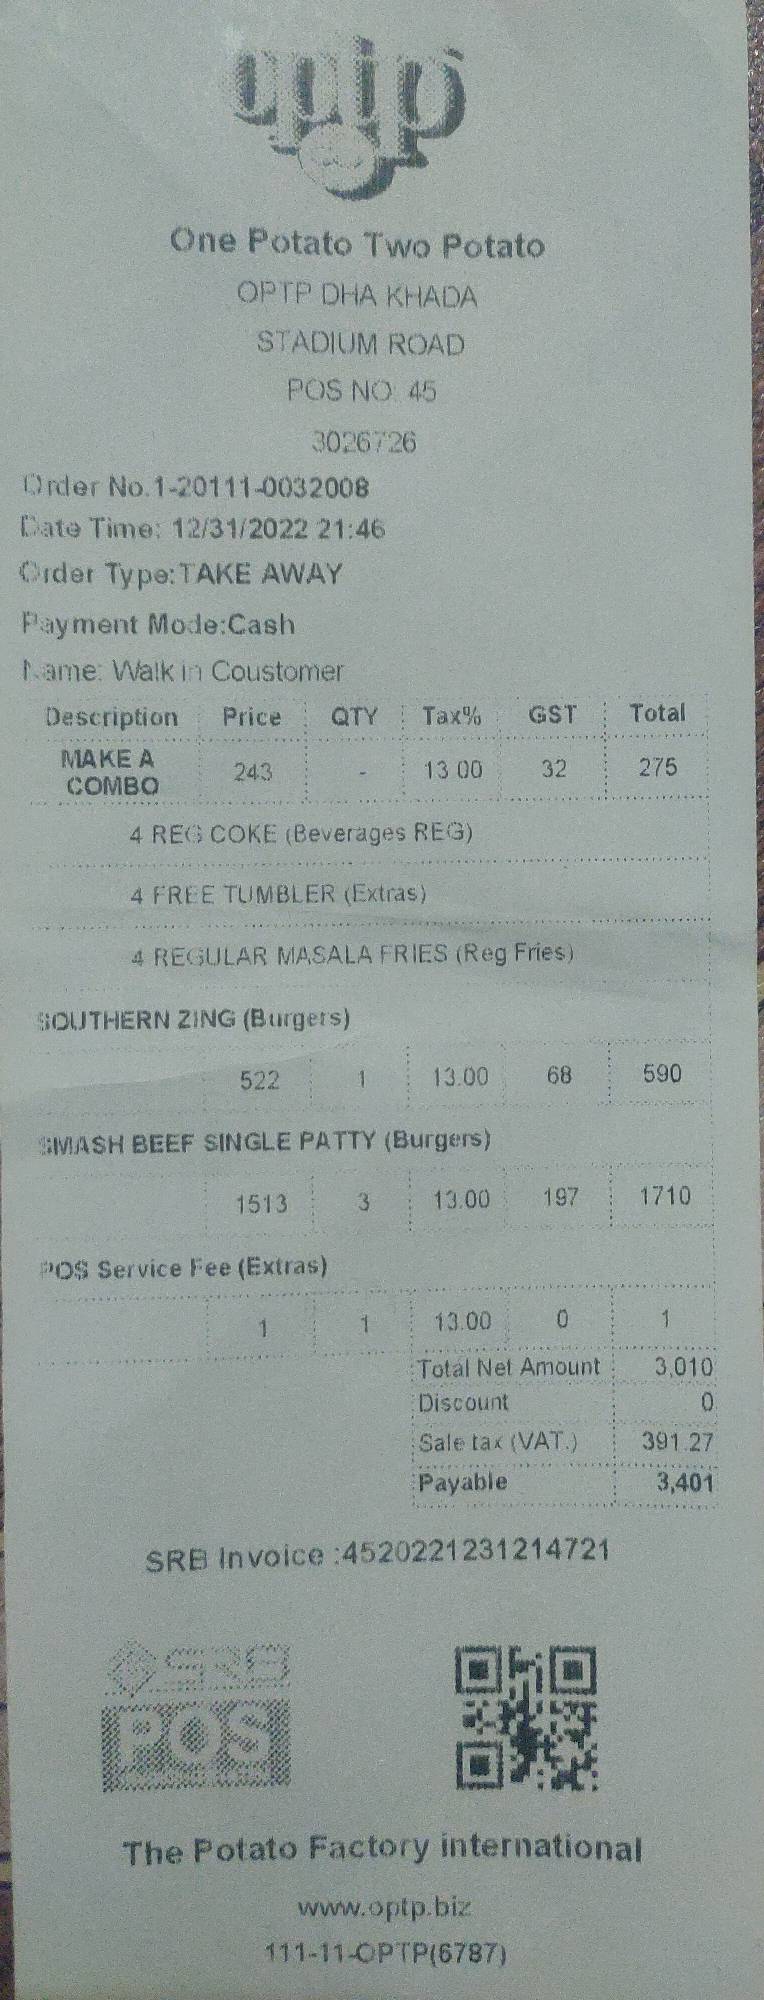 optp
One Potato Two Potato
OPTP DHA KHADA
STADIUM ROAD
POS NO. 45
3026726
Order No.1-20111-0032008
Date Time: 12/31/2022 21:46
Order Type:TAKE AWAY
Payment Mode:Cash
Name: Walk in Coustomer
Description Price QTY Tax% GST Total
MAKE A
COMBO 243 - 13.00 32 275
4 REG COKE (Beverages REG)
4 FREE TUMBLER (Extras)
4 REGULAR MASALA FRIES (Reg Fries)
SOUTHERN ZING (Burgers)
522 1 13.00 68 590
SMASH BEEF SINGLE PATTY (Burgers)
1513 3 13.00 197 1710
POS Service Fee (Extras)
1 1 13.00 0 1
Total Net Amount 3,010
Discount 0
Sale tax (VAT.) 391.27
Payable 3,401
SRB Invoice :4520221231214721
SRB
POS
The Potato Factory international
www.optp.biz
111-11-OPTP(6787)